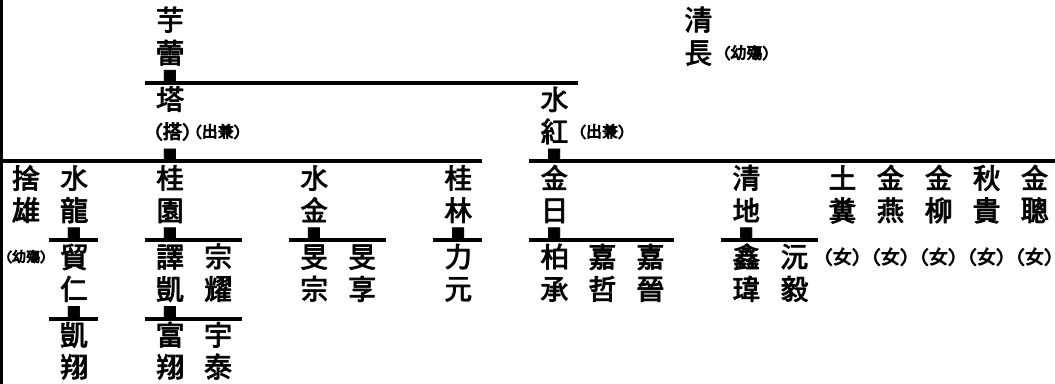 芋蕾 清長（幼殤）
塔（搭）（出兼） 水紅（出兼）
捨雄（幼殤） 水龍 桂園 水金 桂林 金日 清地 土糞（女） 金燕（女） 金柳（女） 秋貴（女） 金聰（女）
貿仁 譯凱 宗耀 旻宗 旻享 力元 柏承 嘉哲 嘉晉 鑫瑋 沅毅
凱翔 富翔 宇泰